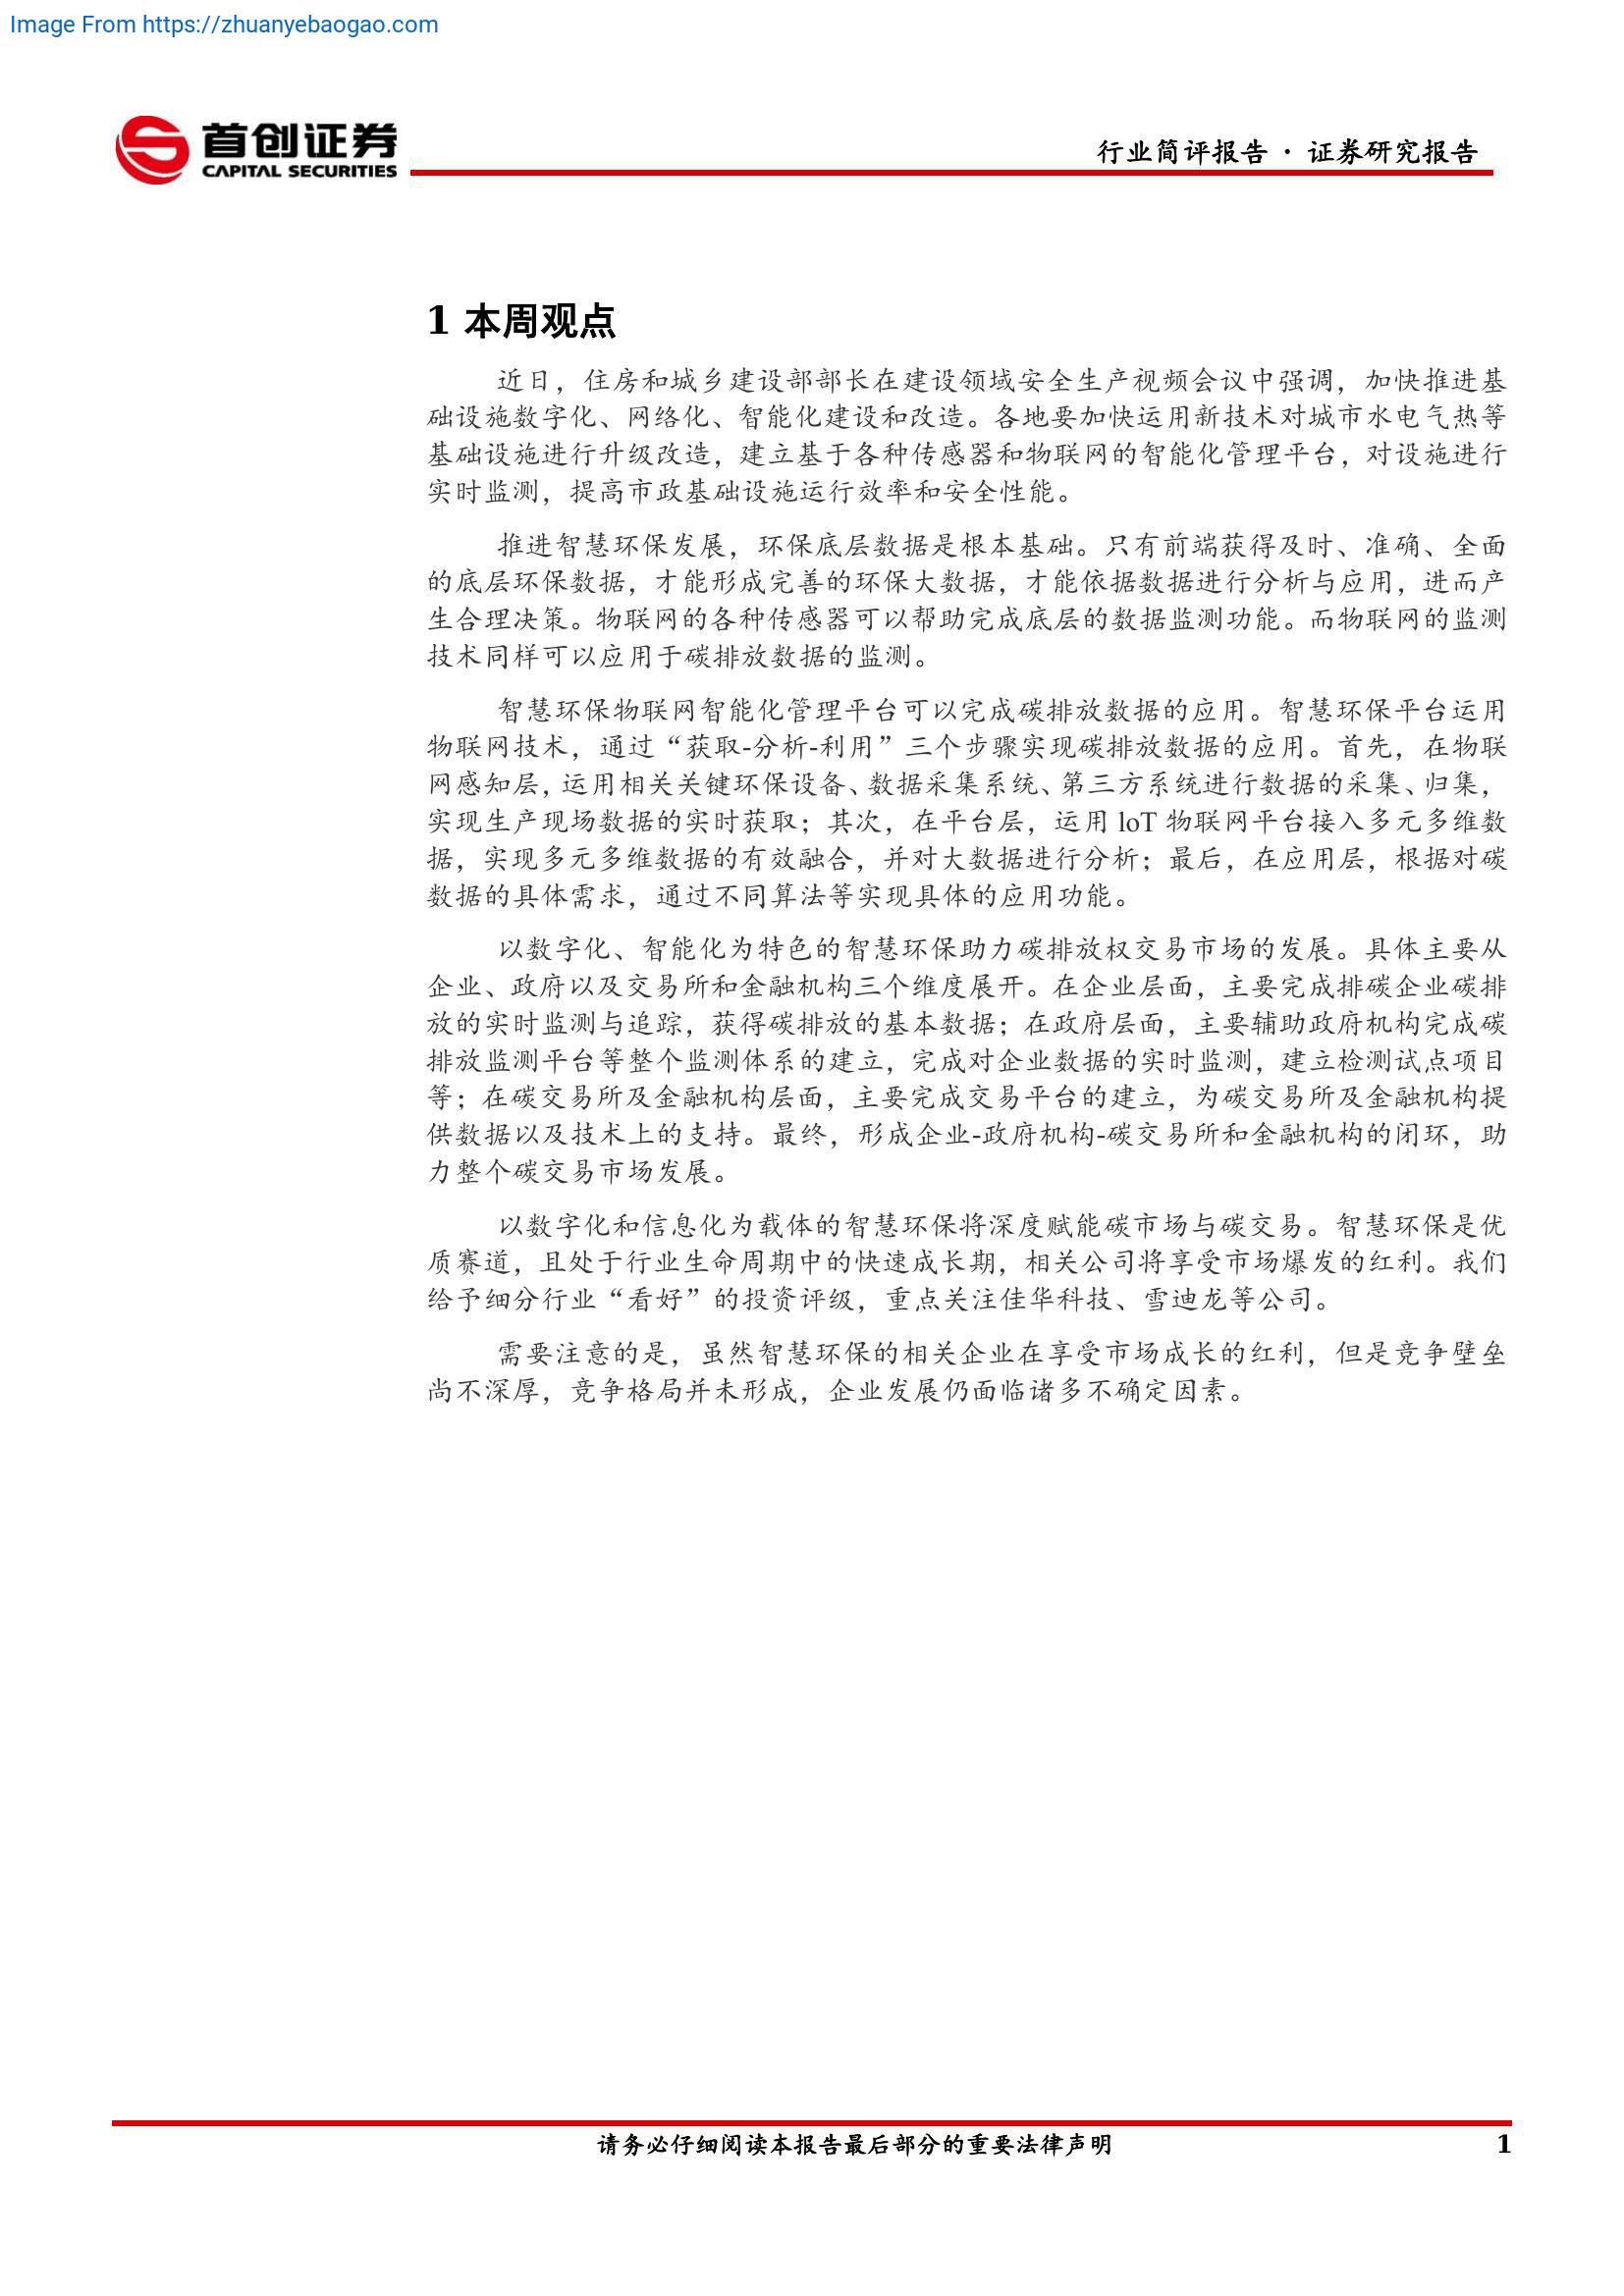 Image From https://zhuanyebaogao.com
首创证券
CAPITAL SECURITIES
行业简评报告 · 证券研究报告
1 本周观点
近日，住房和城乡建设部部长在建设领域安全生产视频会议中强调，加快推进基
础设施数字化、网络化、智能化建设和改造。各地要加快运用新技术对城市水电气热等
基础设施进行升级改造，建立基于各种传感器和物联网的智能化管理平台，对设施进行
实时监测，提高市政基础设施运行效率和安全性能。
推进智慧环保发展，环保底层数据是根本基础。只有前端获得及时、准确、全面
的底层环保数据，才能形成完善的环保大数据，才能依据数据进行分析与应用，进而产
生合理决策。物联网的各种传感器可以帮助完成底层的数据监测功能。而物联网的监测
技术同样可以应用于碳排放数据的监测。
智慧环保物联网智能化管理平台可以完成碳排放数据的应用。智慧环保平台运用
物联网技术，通过“获取-分析-利用”三个步骤实现碳排放数据的应用。首先，在物联
网感知层，运用相关关键环保设备、数据采集系统、第三方系统进行数据的采集、归集，
实现生产现场数据的实时获取；其次，在平台层，运用 loT 物联网平台接入多元多维数
据，实现多元多维数据的有效融合，并对大数据进行分析；最后，在应用层，根据对碳
数据的具体需求，通过不同算法等实现具体的应用功能。
以数字化、智能化为特色的智慧环保助力碳排放权交易市场的发展。具体主要从
企业、政府以及交易所和金融机构三个维度展开。在企业层面，主要完成排碳企业碳排
放的实时监测与追踪，获得碳排放的基本数据；在政府层面，主要辅助政府机构完成碳
排放监测平台等整个监测体系的建立，完成对企业数据的实时监测，建立检测试点项目
等；在碳交易所及金融机构层面，主要完成交易平台的建立，为碳交易所及金融机构提
供数据以及技术上的支持。最终，形成企业-政府机构-碳交易所和金融机构的闭环，助
力整个碳交易市场发展。
以数字化和信息化为载体的智慧环保将深度赋能碳市场与碳交易。智慧环保是优
质赛道，且处于行业生命周期中的快速成长期，相关公司将享受市场爆发的红利。我们
给予细分行业“看好”的投资评级，重点关注佳华科技、雪迪龙等公司。
需要注意的是，虽然智慧环保的相关企业在享受市场成长的红利，但是竞争壁垒
尚不深厚，竞争格局并未形成，企业发展仍面临诸多不确定因素。
请务必仔细阅读本报告最后部分的重要法律声明
1